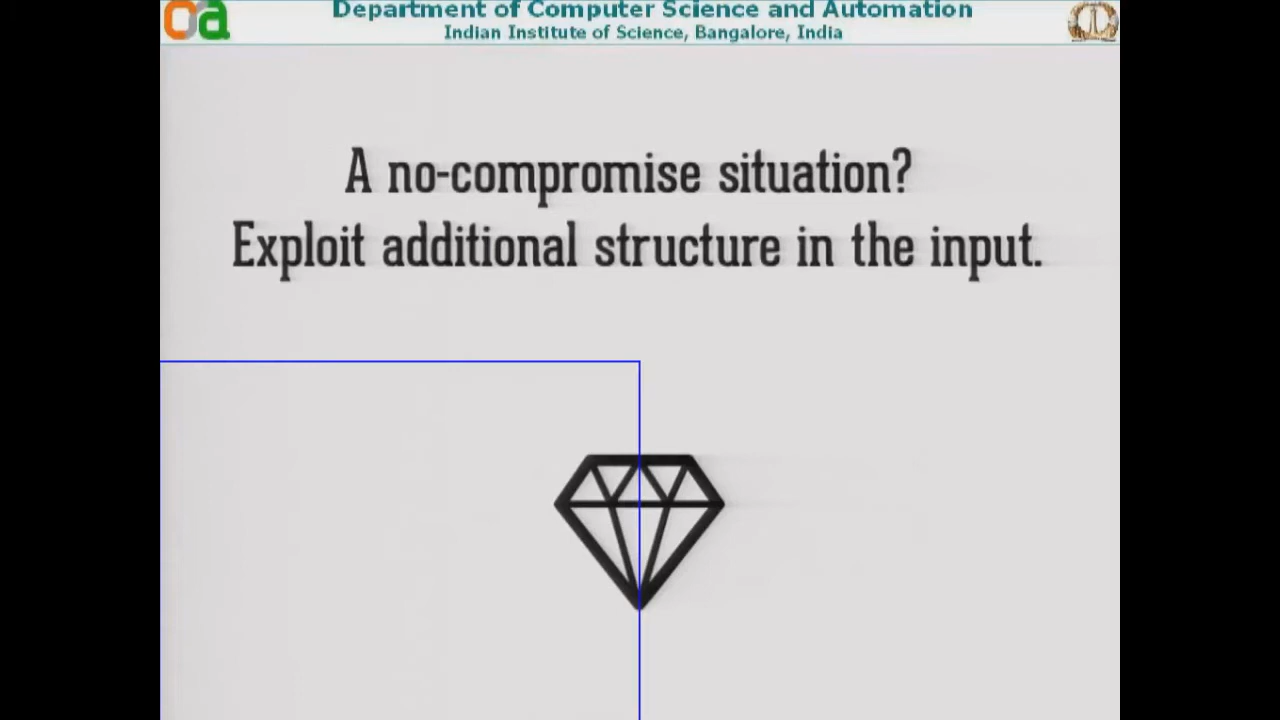 Department of Computer Science and Automation
Indian Institute of Science, Bangalore, India
A no-compromise situation?
Exploit additional structure in the input.